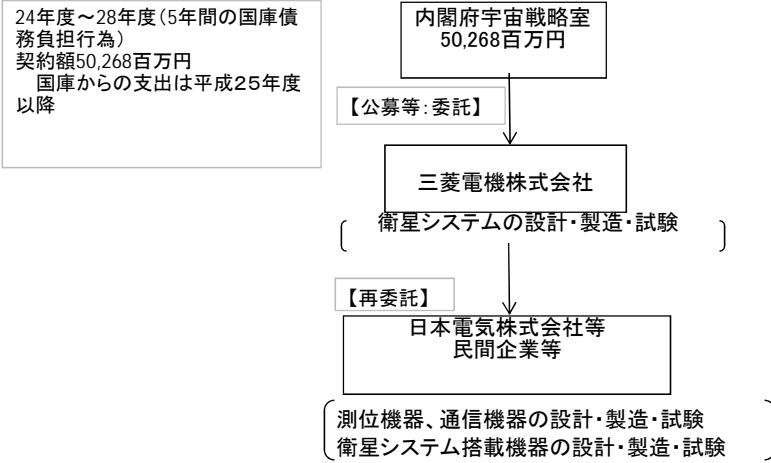 24年度～28年度（5年間の国庫債
務負担行為）
契約額50,268百万円
　国庫からの支出は平成２５年度
以降
内閣府宇宙戦略室
50,268百万円
【公募等：委託】
三菱電機株式会社
衛星システムの設計・製造・試験
【再委託】
日本電気株式会社等
民間企業等
測位機器、通信機器の設計・製造・試験
衛星システム搭載機器の設計・製造・試験